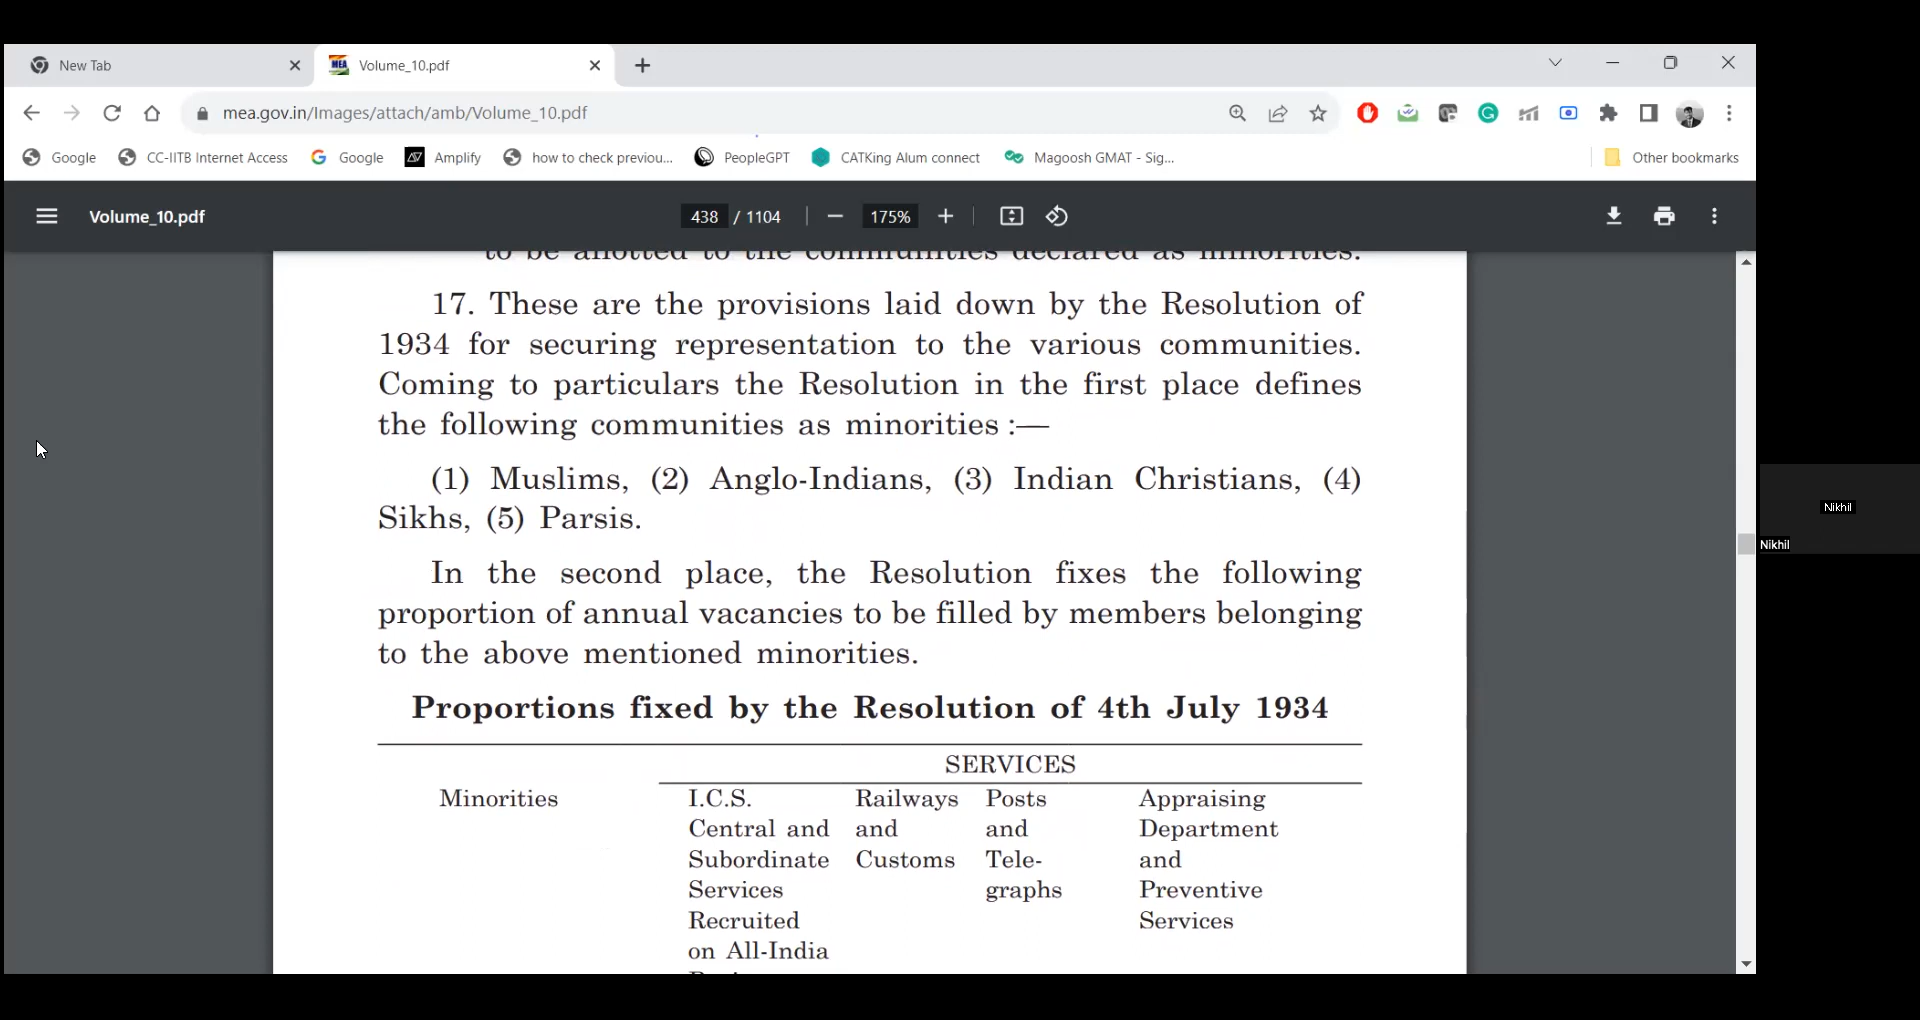 New Tab
Volume_10.pdf
mea.gov.in/Images/attach/amb/Volume_10.pdf
Google CC-IITB Internet Access Google Amplify how to check previou... PeopleGPT CATKing Alum connect Magoosh GMAT - Sig... Other bookmarks
Volume_10.pdf 438 / 1104 175%
to be allotted to the communities declared as minorities.
17. These are the provisions laid down by the Resolution of
1934 for securing representation to the various communities.
Coming to particulars the Resolution in the first place defines
the following communities as minorities :—
(1) Muslims, (2) Anglo-Indians, (3) Indian Christians, (4)
Sikhs, (5) Parsis.
In the second place, the Resolution fixes the following
proportion of annual vacancies to be filled by members belonging
to the above mentioned minorities.
Proportions fixed by the Resolution of 4th July 1934
SERVICES
Minorities I.C.S. Railways Posts Appraising
Central and and and Department
Subordinate Customs Tele- and
Services graphs Preventive
Recruited Services
on All-India
Nikhil
Nikhil